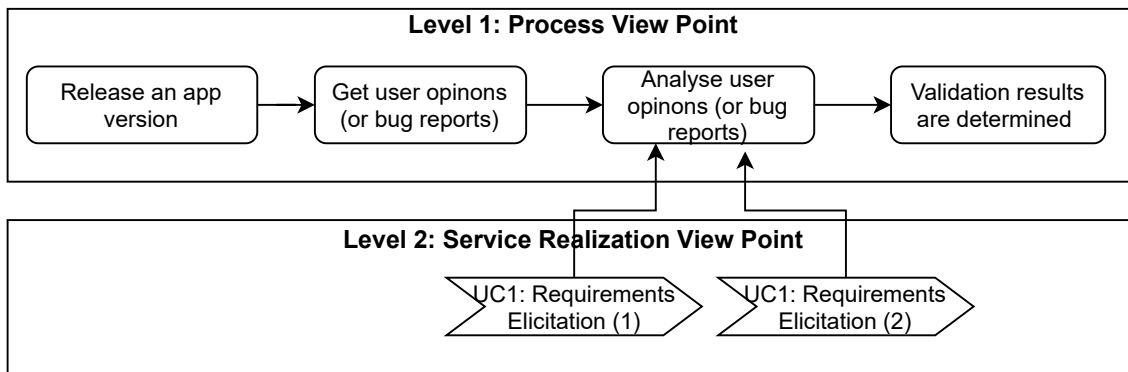 Level 1: Process View Point
Release an app
version
Get user opinons
(or bug reports)
Analyse user
opinons (or bug
reports)
Validation results
are determined
Level 2: Service Realization View Point
UC1: Requirements
Elicitation (1)
UC1: Requirements
Elicitation (2)